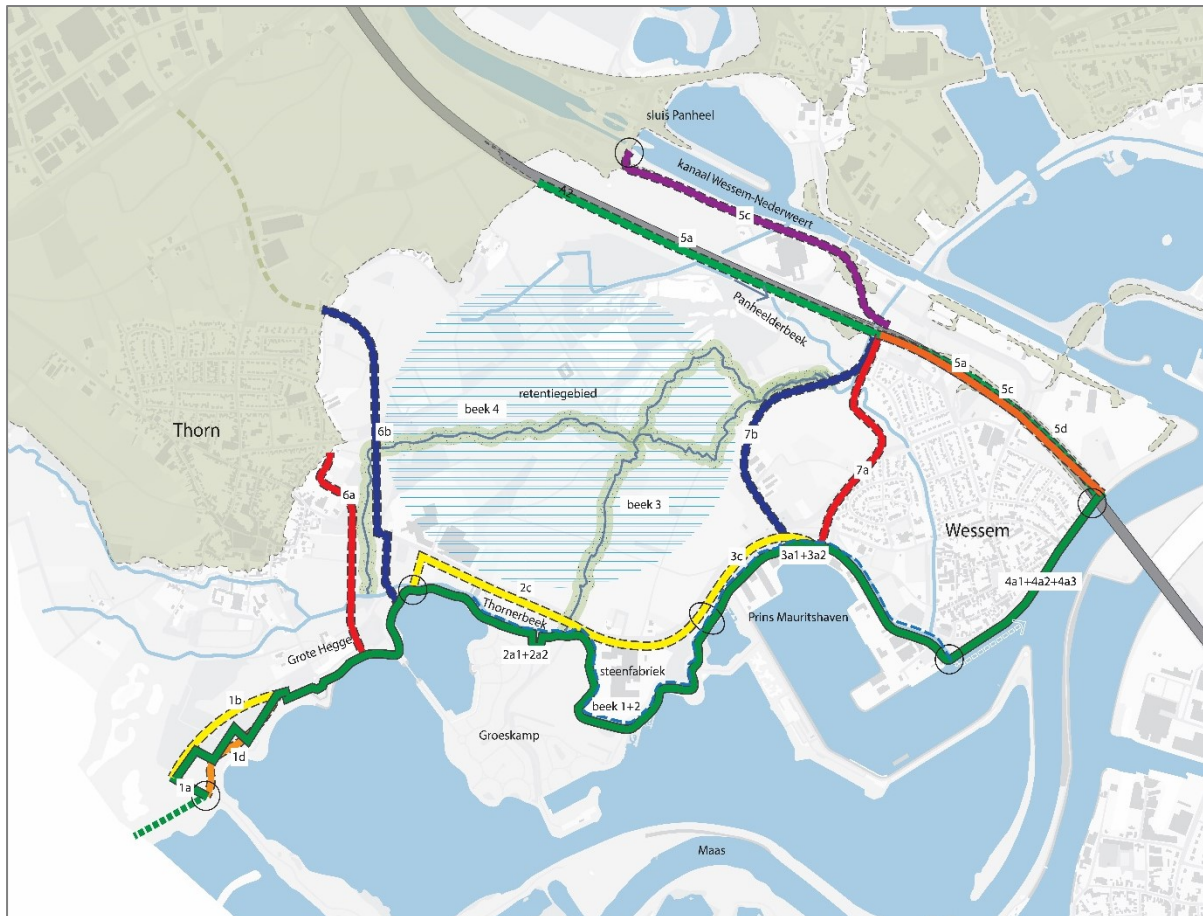 sluis Panheel
kanaal Wessem-Nederweert
5c
A2
5a
Panheelderbeek
retentiegebied
5a
beek 4
5c
Thorn
6b
7b
5d
7a
6a
beek 3
Wessem
3c
3a1+3a2
2c
4a1+4a2+4a3
Thornerbeek
Prins Mauritshaven
Grote Hegge
2a1+2a2
steenfabriek
1b
beek 1+2
Groeskamp
1d
1a
Maas